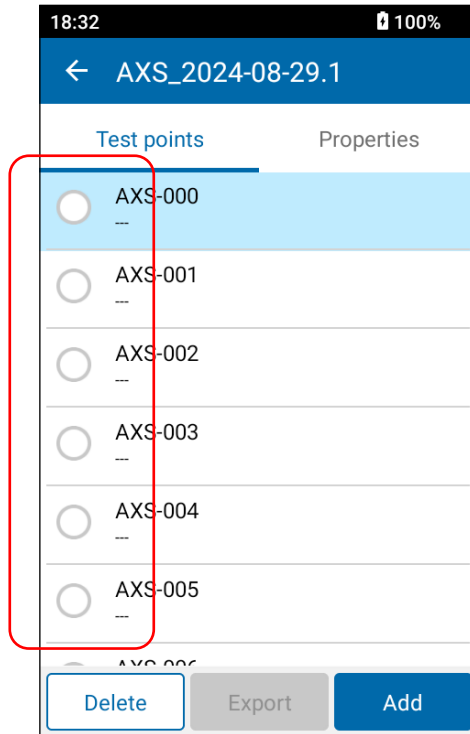 18:32 100%
← AXS_2024-08-29.1
Test points Properties
AXS-000
---
AXS-001
---
AXS-002
---
AXS-003
---
AXS-004
---
AXS-005
---
Delete Export Add